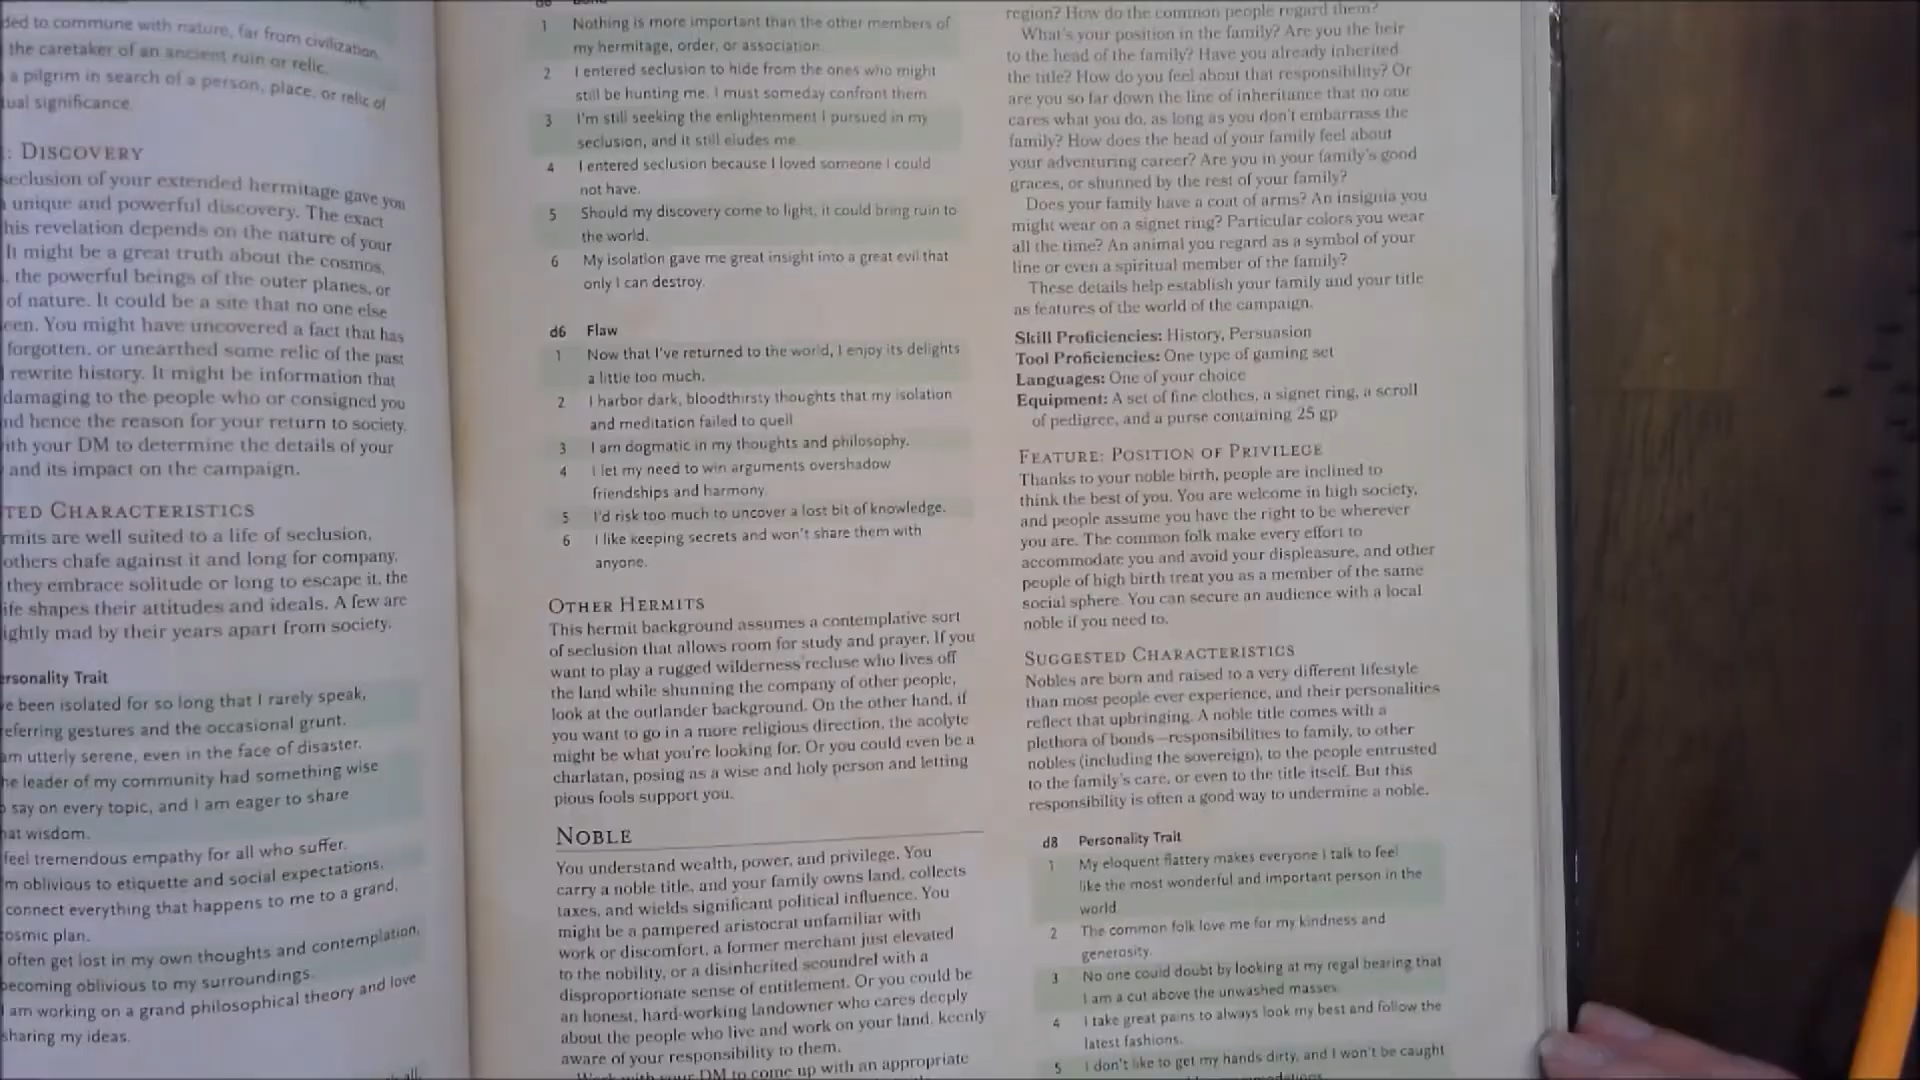 ded to commune with nature, far from civilization.
the caretaker of an ancient ruin or relic.
a pilgrim in search of a person, place, or relic of
tual significance.
: DISCOVERY
seclusion of your extended hermitage gave you
unique and powerful discovery. The exact
his revelation depends on the nature of your
It might be a great truth about the cosmos,
the powerful beings of the outer planes, or
of nature. It could be a site that no one else
een. You might have uncovered a fact that has
forgotten, or unearthed some relic of the past
rewrite history. It might be information that
damaging to the people who or consigned you
nd hence the reason for your return to society.
ith your DM to determine the details of your
and its impact on the campaign.
TED CHARACTERISTICS
rmits are well suited to a life of seclusion,
others chafe against it and long for company.
they embrace solitude or long to escape it, the
ife shapes their attitudes and ideals. A few are
ightly mad by their years apart from society.
ersonality Trait
ve been isolated for so long that I rarely speak,
eferring gestures and the occasional grunt.
am utterly serene, even in the face of disaster.
he leader of my community had something wise
o say on every topic, and I am eager to share
hat wisdom.
feel tremendous empathy for all who suffer.
m oblivious to etiquette and social expectations.
connect everything that happens to me to a grand,
osmic plan.
often get lost in my own thoughts and contemplation,
becoming oblivious to my surroundings.
I am working on a grand philosophical theory and love
sharing my ideas.
1 Nothing is more important than the other members of
my hermitage, order, or association.
2 I entered seclusion to hide from the ones who might
still be hunting me. I must someday confront them.
3 I'm still seeking the enlightenment I pursued in my
seclusion, and it still eludes me.
4 I entered seclusion because I loved someone I could
not have.
5 Should my discovery come to light, it could bring ruin to
the world.
6 My isolation gave me great insight into a great evil that
only I can destroy.
d6 Flaw
1 Now that I've returned to the world, I enjoy its delights
a little too much.
2 I harbor dark, bloodthirsty thoughts that my isolation
and meditation failed to quell.
3 I am dogmatic in my thoughts and philosophy.
4 I let my need to win arguments overshadow
friendships and harmony.
5 I'd risk too much to uncover a lost bit of knowledge.
6 I like keeping secrets and won't share them with
anyone.
OTHER HERMITS
This hermit background assumes a contemplative sort
of seclusion that allows room for study and prayer. If you
want to play a rugged wilderness recluse who lives off
the land while shunning the company of other people,
look at the outlander background. On the other hand, if
you want to go in a more religious direction, the acolyte
might be what you're looking for. Or you could even be a
charlatan, posing as a wise and holy person and letting
pious fools support you.
NOBLE
You understand wealth, power, and privilege. You
carry a noble title, and your family owns land, collects
taxes, and wields significant political influence. You
might be a pampered aristocrat unfamiliar with
work or discomfort, a former merchant just elevated
to the nobility, or a disinherited scoundrel with a
disproportionate sense of entitlement. Or you could be
an honest, hard-working landowner who cares deeply
about the people who live and work on your land, keenly
aware of your responsibility to them.
Work with your DM to come up with an appropriate
region? How do the common people regard them?
What's your position in the family? Are you the heir
to the head of the family? Have you already inherited
the title? How do you feel about that responsibility? Or
are you so far down the line of inheritance that no one
cares what you do, as long as you don't embarrass the
family? How does the head of your family feel about
your adventuring career? Are you in your family's good
graces, or shunned by the rest of your family?
Does your family have a coat of arms? An insignia you
might wear on a signet ring? Particular colors you wear
all the time? An animal you regard as a symbol of your
line or even a spiritual member of the family?
These details help establish your family and your title
as features of the world of the campaign.
Skill Proficiencies: History, Persuasion
Tool Proficiencies: One type of gaming set
Languages: One of your choice
Equipment: A set of fine clothes, a signet ring, a scroll
of pedigree, and a purse containing 25 gp
FEATURE: POSITION OF PRIVILEGE
Thanks to your noble birth, people are inclined to
think the best of you. You are welcome in high society,
and people assume you have the right to be wherever
you are. The common folk make every effort to
accommodate you and avoid your displeasure, and other
people of high birth treat you as a member of the same
social sphere. You can secure an audience with a local
noble if you need to.
SUGGESTED CHARACTERISTICS
Nobles are born and raised to a very different lifestyle
than most people ever experience, and their personalities
reflect that upbringing. A noble title comes with a
plethora of bonds—responsibilities to family, to other
nobles (including the sovereign), to the people entrusted
to the family's care, or even to the title itself. But this
responsibility is often a good way to undermine a noble.
d8 Personality Trait
1 My eloquent flattery makes everyone I talk to feel
like the most wonderful and important person in the
world.
2 The common folk love me for my kindness and
generosity.
3 No one could doubt by looking at my regal bearing that
I am a cut above the unwashed masses.
4 I take great pains to always look my best and follow the
latest fashions.
5 I don't like to get my hands dirty, and I won't be caught